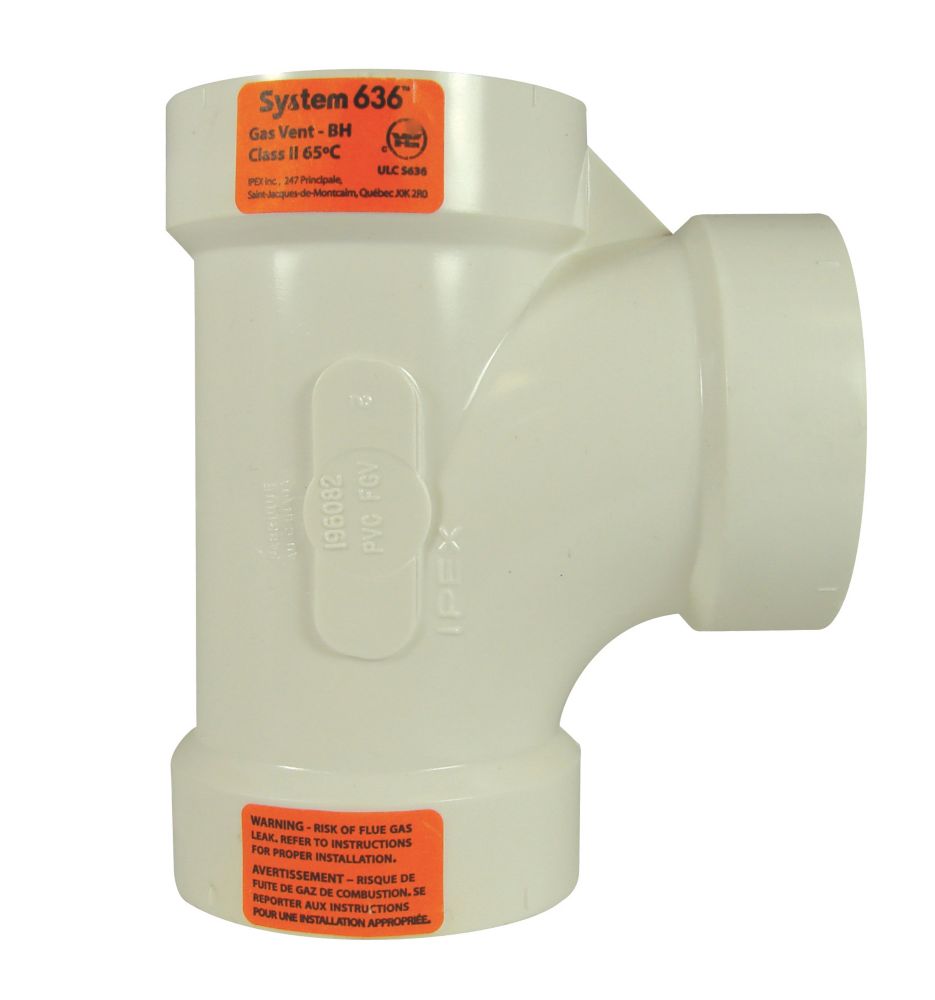 System 636™
Gas Vent - BH
Class II 65ºC
©
ULC S636
IPEX Inc., 247 Principale,
Saint-Jacques-de-Montcalm, Québec J0K 2R0
3
196082
PVC FGV
IPEX
WARNING - RISK OF FLUE GAS
LEAK. REFER TO INSTRUCTIONS
FOR PROPER INSTALLATION.
AVERTISSEMENT – RISQUE DE
FUITE DE GAZ DE COMBUSTION. SE
REPORTER AUX INSTRUCTIONS
POUR UNE INSTALLATION APPROPRIÉE.